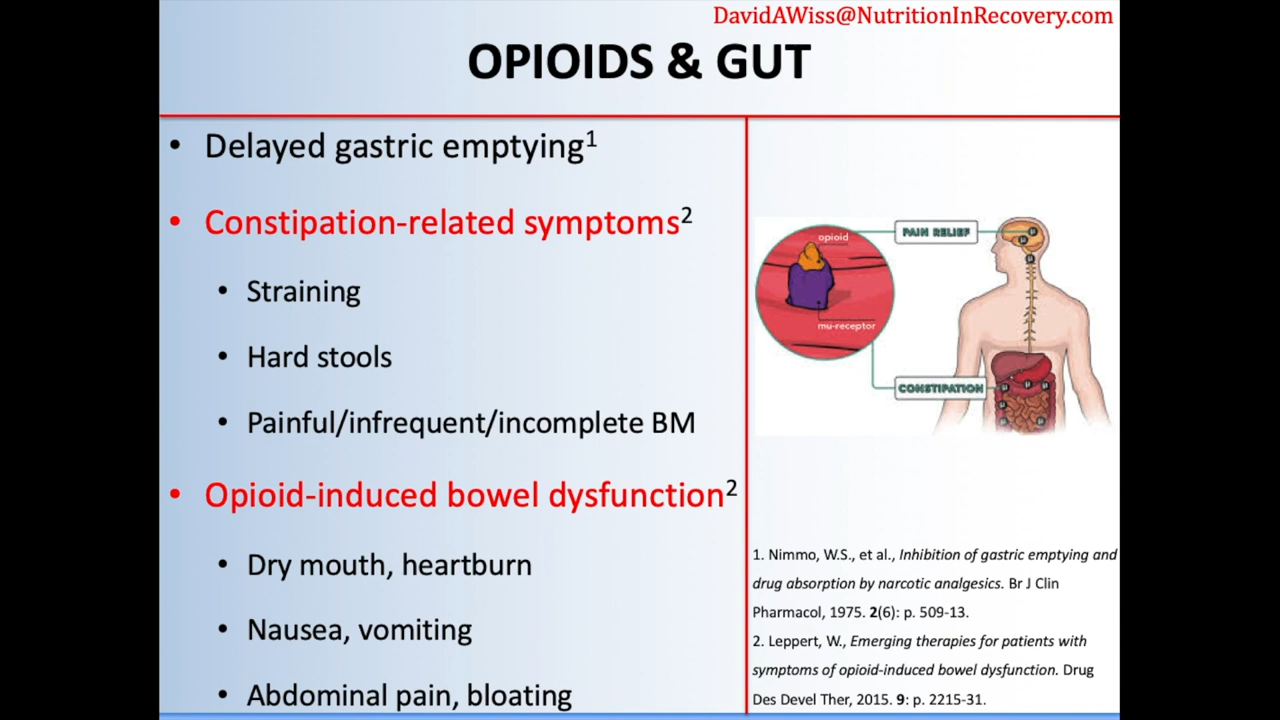 DavidAWiss@NutritionInRecovery.com
OPIOIDS & GUT
• Delayed gastric emptying1
• Constipation-related symptoms2
• Straining
• Hard stools
• Painful/infrequent/incomplete BM
• Opioid-induced bowel dysfunction2
• Dry mouth, heartburn
• Nausea, vomiting
• Abdominal pain, bloating
opioid
mu-receptor
PAIN RELIEF
CONSTIPATION
1. Nimmo, W.S., et al., Inhibition of gastric emptying and
drug absorption by narcotic analgesics. Br J Clin
Pharmacol, 1975. 2(6): p. 509-13.
2. Leppert, W., Emerging therapies for patients with
symptoms of opioid-induced bowel dysfunction. Drug
Des Devel Ther, 2015. 9: p. 2215-31.